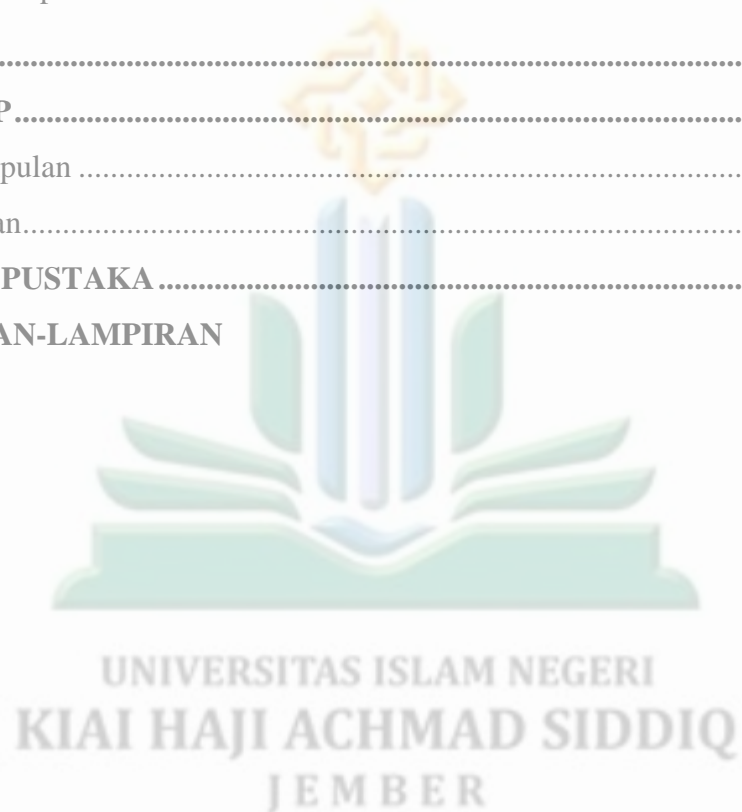 P........................................................................................
pulan ........................................................................................
an........................................................................................
PUSTAKA........................................................................................
AN-LAMPIRAN
UNIVERSITAS ISLAM NEGERI
KIAI HAJI ACHMAD SIDDIQ
JEMBER